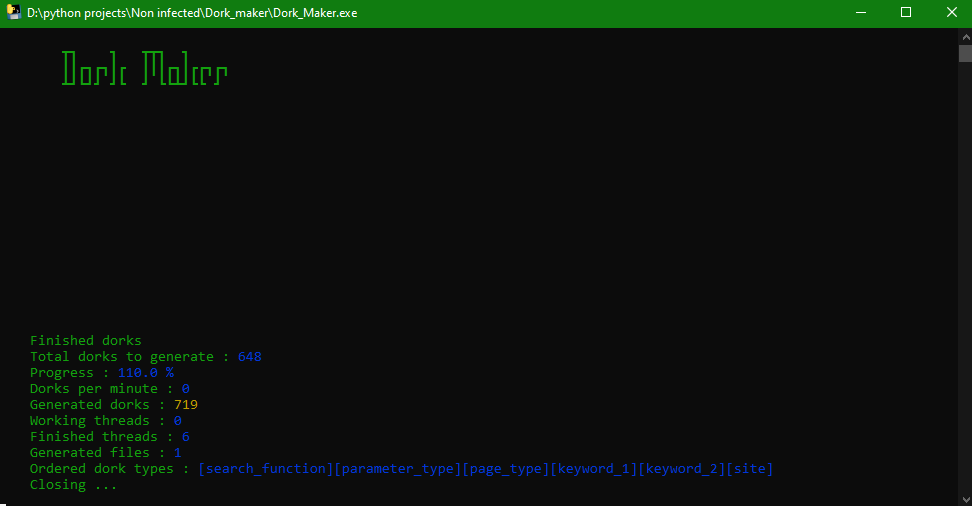 D:\python projects\Non infected\Dork_maker\Dork_Maker.exe
Dork Maker
Finished dorks
Total dorks to generate : 648
Progress : 110.0 %
Dorks per minute : 0
Generated dorks : 719
Working threads : 0
Finished threads : 6
Generated files : 1
Ordered dork types : [search_function][parameter_type][page_type][keyword_1][keyword_2][site]
Closing ...